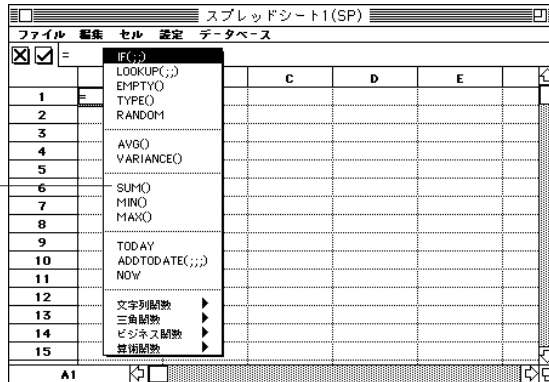 スプレッドシート1(SP)
ファイル 編集 セル 設定 データベース
=
C D E
IF(;;)
LOOKUP(;;)
EMPTY()
TYPE()
RANDOM
AVG()
VARIANCE()
SUM()
MIN()
MAX()
TODAY
ADDTODATE(;;;)
NOW
文字列関数
三角関数
ビジネス関数
算術関数
1 =
2
3
4
5
6
7
8
9
10
11
12
13
14
15
A1